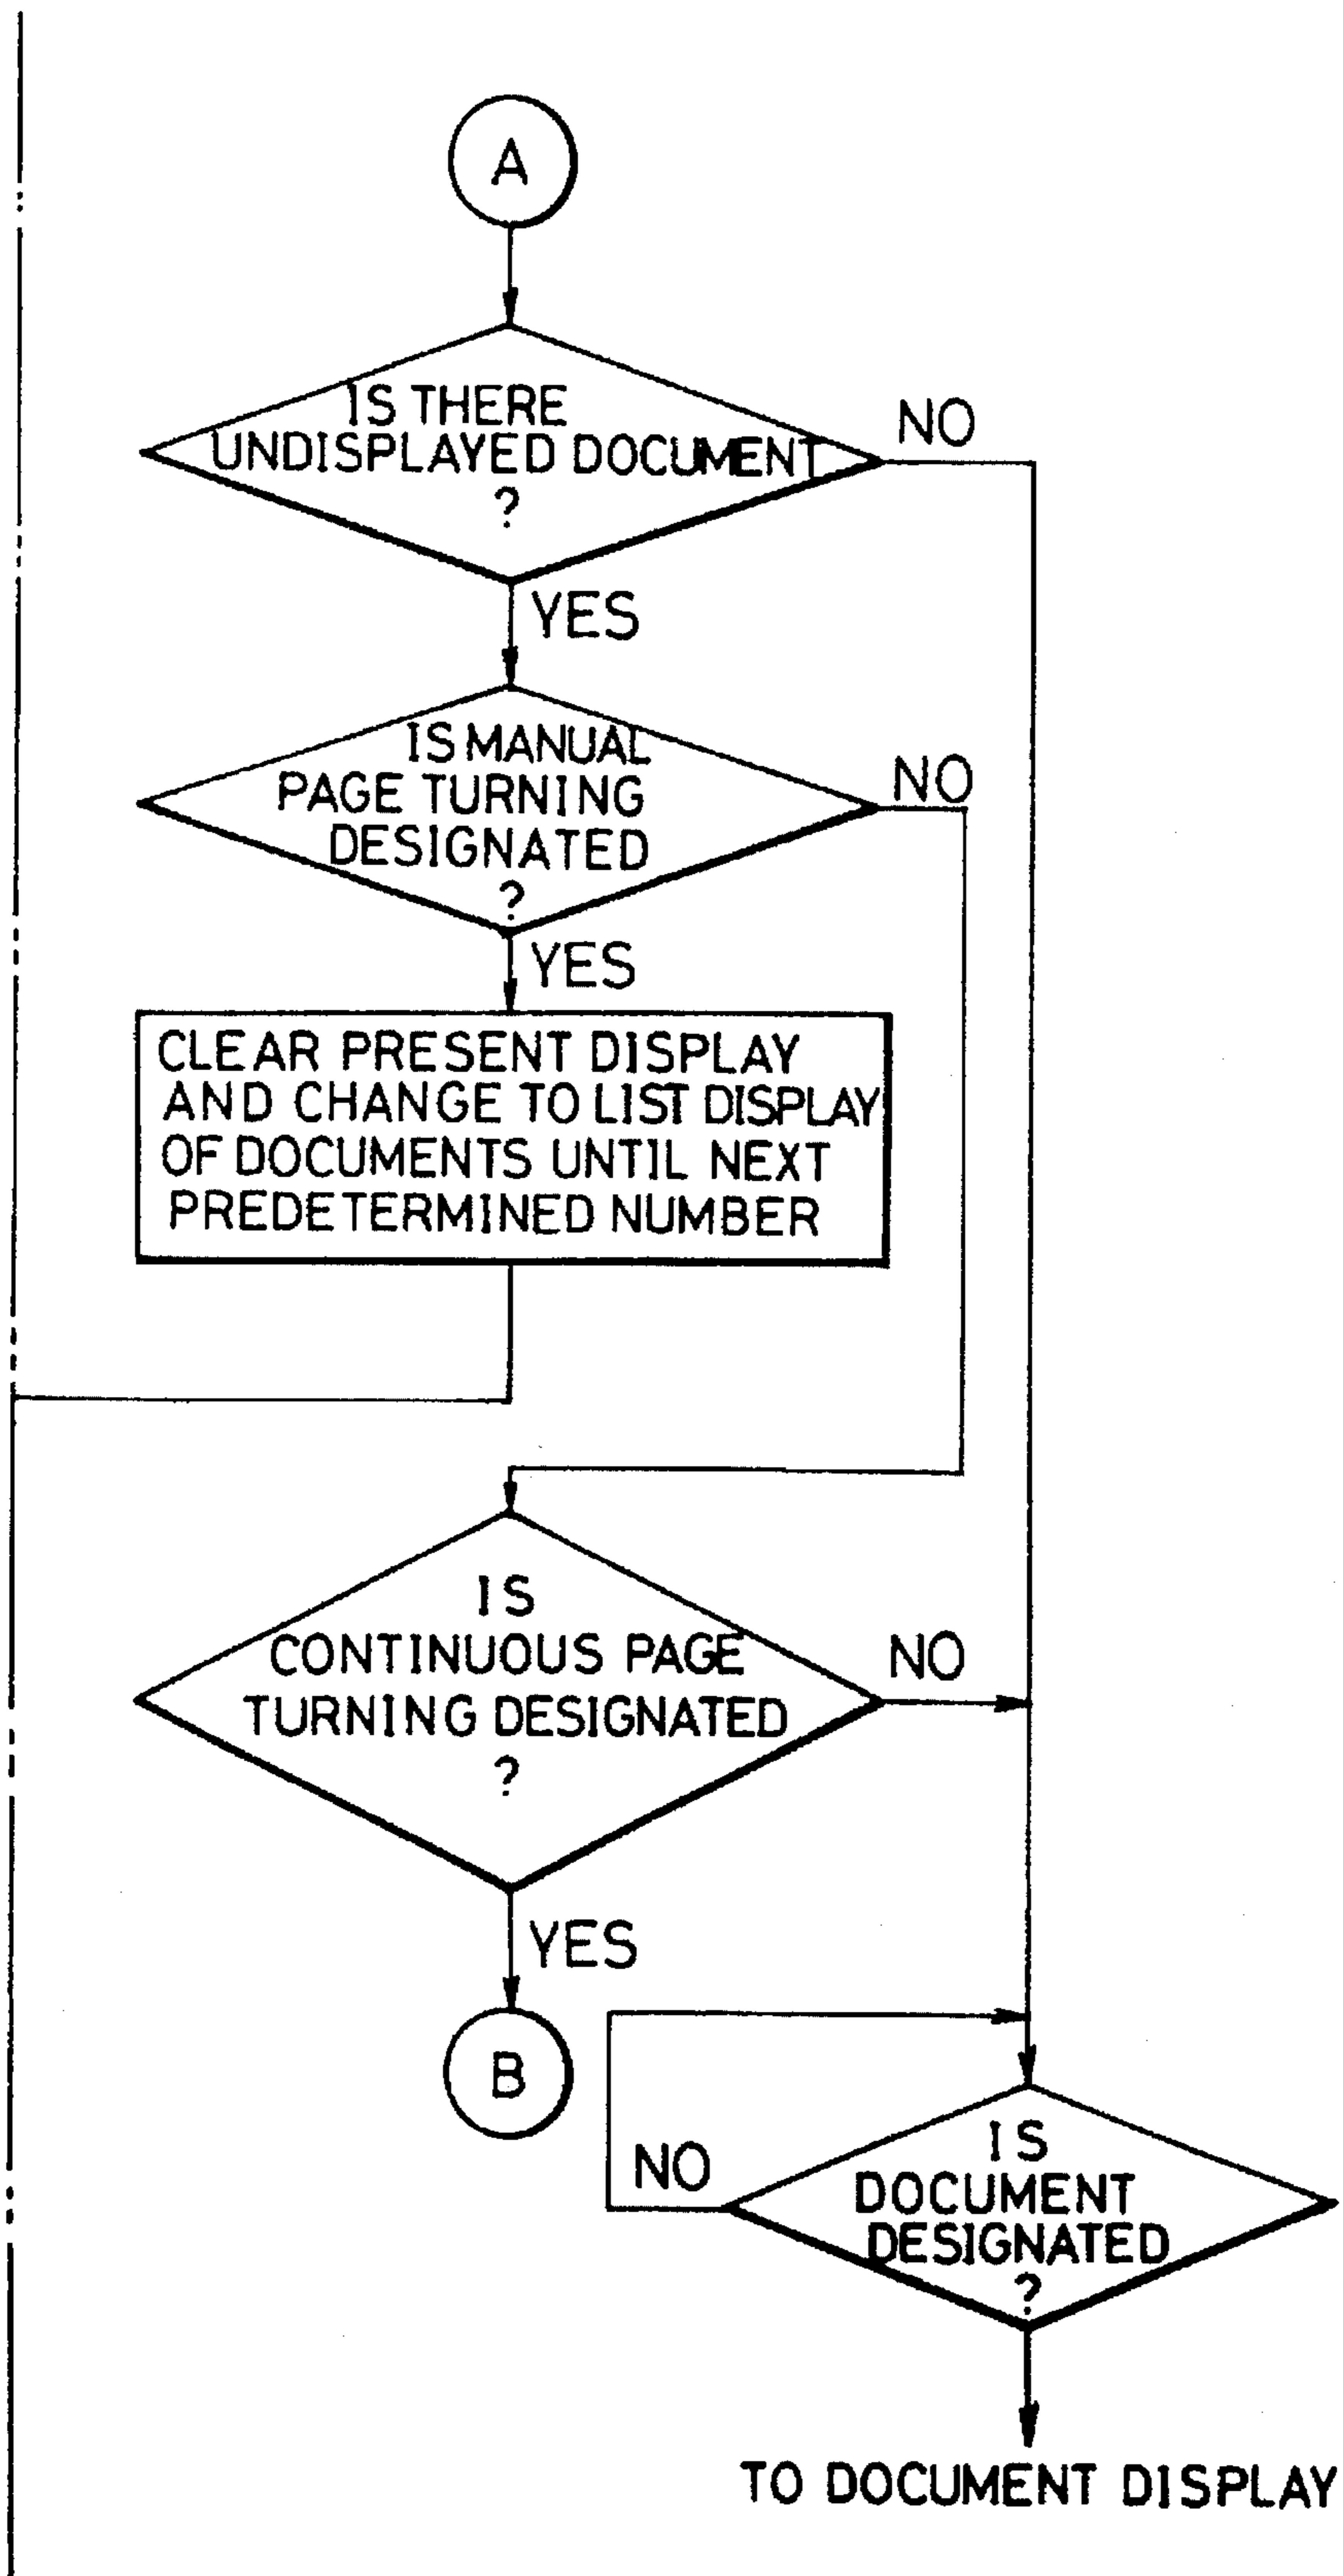 A
IS THERE
UNDISPLAYED DOCUMENT
?
NO
YES
IS MANUAL
PAGE TURNING
DESIGNATED
?
NO
YES
CLEAR PRESENT DISPLAY
AND CHANGE TO LIST DISPLAY
OF DOCUMENTS UNTIL NEXT
PREDETERMINED NUMBER
IS
CONTINUOUS PAGE
TURNING DESIGNATED
?
NO
YES
B
NO
IS
DOCUMENT
DESIGNATED
?
TO DOCUMENT DISPLAY